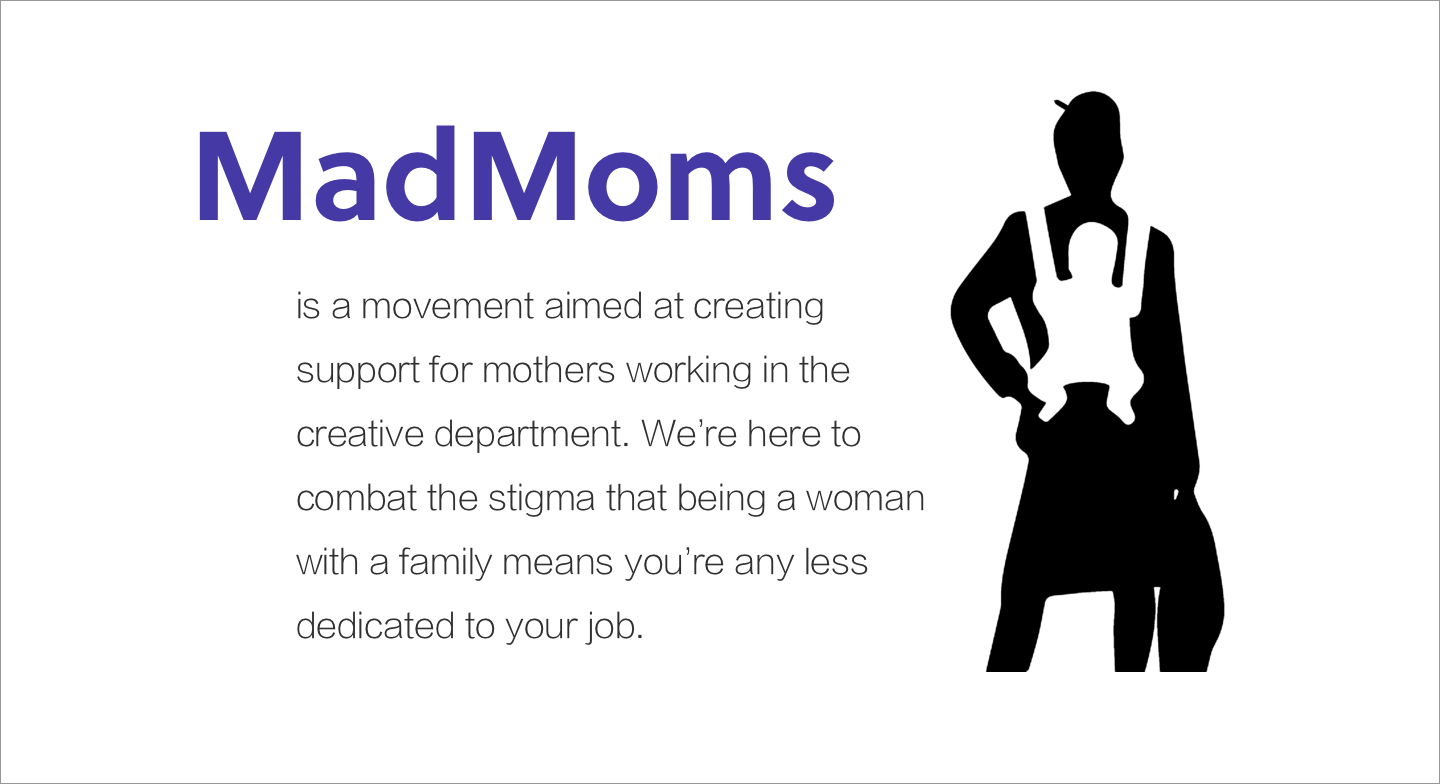 MadMoms
is a movement aimed at creating
support for mothers working in the
creative department. We’re here to
combat the stigma that being a woman
with a family means you’re any less
dedicated to your job.